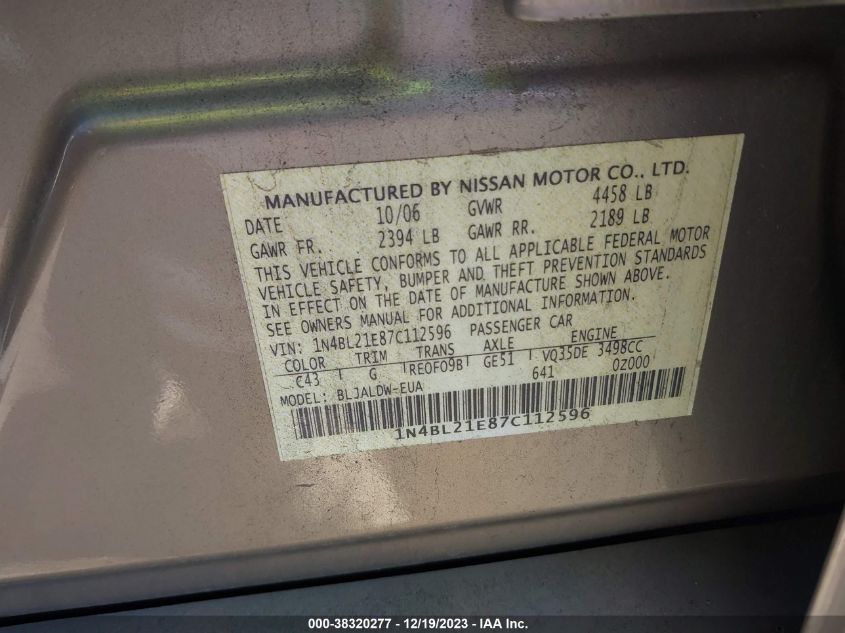 MANUFACTURED BY NISSAN MOTOR CO., LTD.
DATE 10/06 GVWR 4458 LB
GAWR FR. 2394 LB GAWR RR. 2189 LB
THIS VEHICLE CONFORMS TO ALL APPLICABLE FEDERAL MOTOR
VEHICLE SAFETY, BUMPER AND THEFT PREVENTION STANDARDS
IN EFFECT ON THE DATE OF MANUFACTURE SHOWN ABOVE.
SEE OWNERS MANUAL FOR ADDITIONAL INFORMATION.
VIN: 1N4BL21E87C112596 PASSENGER CAR
COLOR TRIM TRANS AXLE ENGINE
C43 G RE0F09B GE51 VQ35DE 3498CC
MODEL: BLJALDW-EUA 641 0Z000
1N4BL21E87C112596
000-38320277 - 12/19/2023 - IAA Inc.